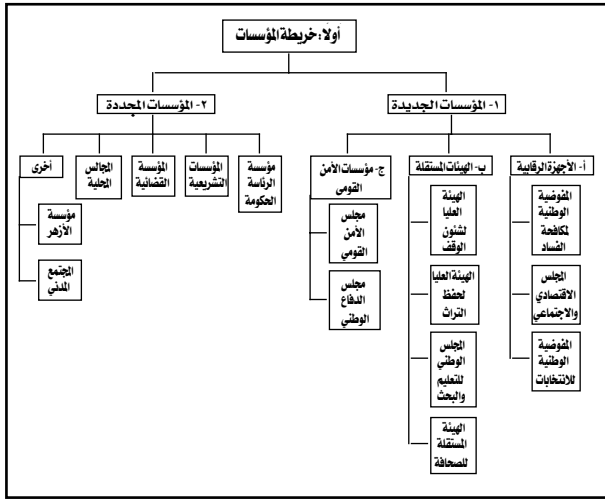 أولاً: خريطة المؤسسات
١- المؤسسات الجديدة
٢- المؤسسات المجددة
أ- الأجهزة الرقابية
ب- الهيئات المستقلة
ج- مؤسسات الأمن
القومى
مؤسسة
الرئاسة
الحكومة
المؤسسات
التشريعية
المؤسسة
القضائية
المجالس
المحلية
أخرى
المفوضية
الوطنية
لمكافحة
الفساد
المجلس
الاقتصادي
والاجتماعي
المفوضية
الوطنية
للانتخابات
الهيئة
العليا
لشئون
الوقف
الهيئة العليا
لحفظ
التراث
المجلس
الوطني
للتعليم
والبحث
الهيئة
المستقلة
للصحافة
مجلس
الأمن
القومي
مجلس
الدفاع
الوطني
مؤسسة
الأزهر
المجتمع
المدني